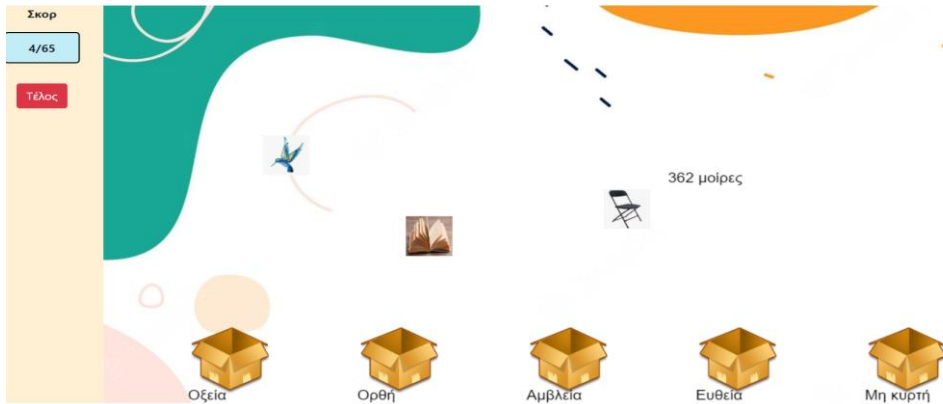 Σκορ
4/65
Τέλος
362 μοίρες
Οξεία
Ορθή
Αμβλεία
Ευθεία
Μη κυρτή